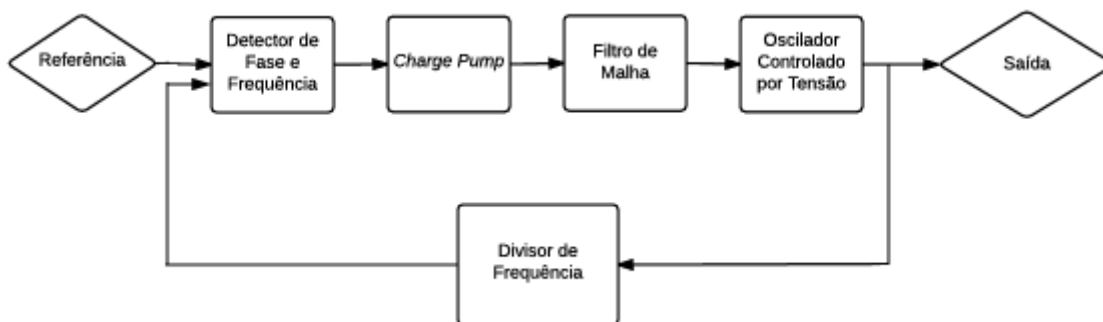 Referência
Detector de
Fase e
Frequência
Charge Pump
Filtro de
Malha
Oscilador
Controlado
por Tensão
Saída
Divisor de
Frequência